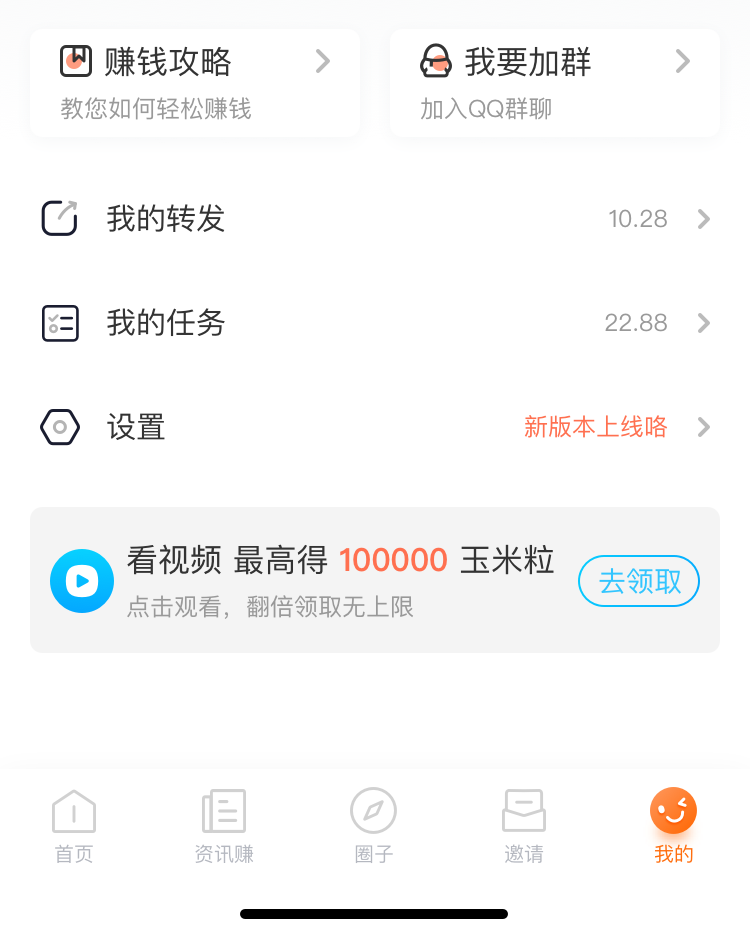 赚钱攻略
我要加群
教您如何轻松赚钱
加入QQ群聊
我的转发
10.28
我的任务
22.88
设置
新版本上线咯
看视频 最高得 100000 玉米粒
点击观看，翻倍领取无上限
去领取
首页
资讯赚
圈子
邀请
我的